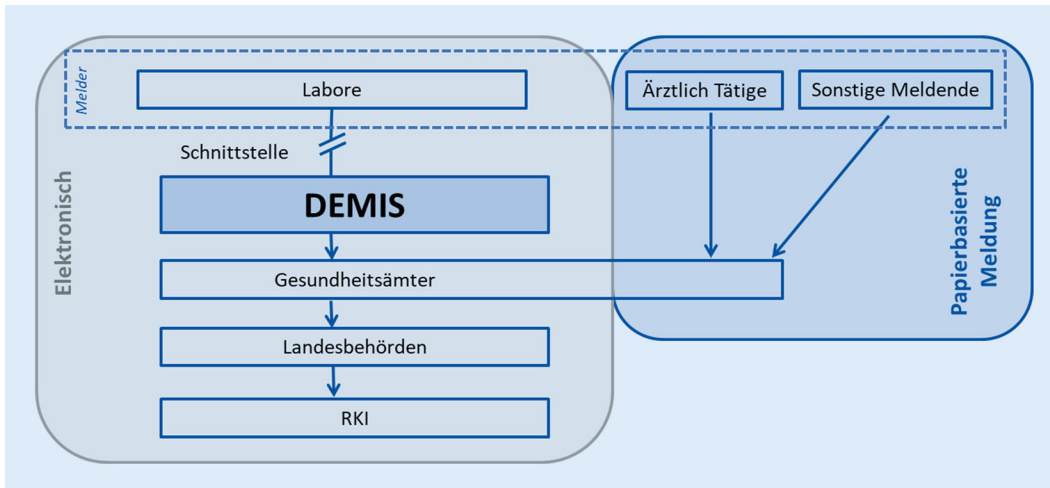 Melder
Labore
Ärztlich Tätige
Sonstige Meldende
Schnittstelle
DEMIS
Elektronisch
Papierbasierte
Meldung
Gesundheitsämter
Landesbehörden
RKI